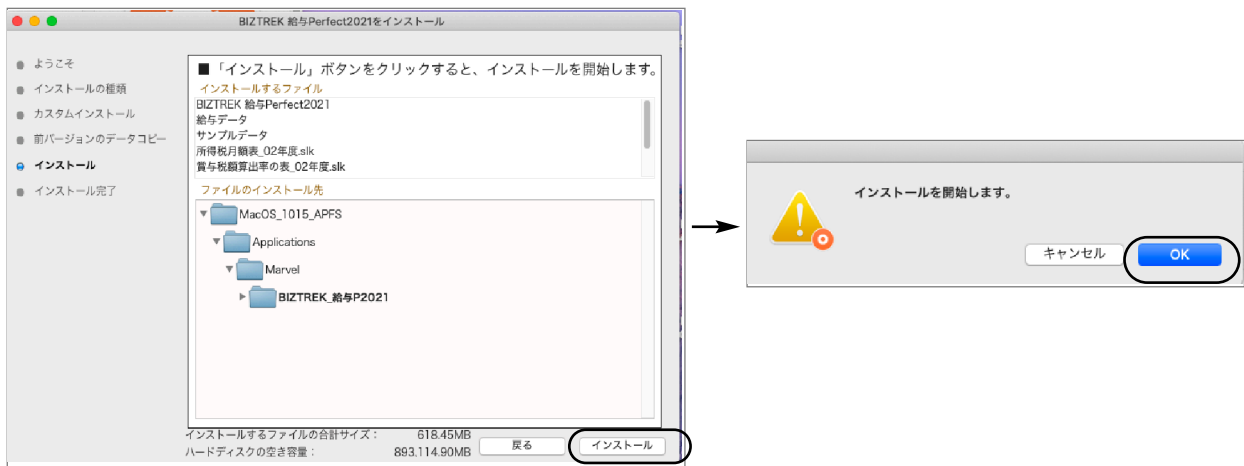 BIZTREK 給与Perfect2021をインストール
ようこそ
インストールの種類
カスタムインストール
前バージョンのデータコピー
インストール
インストール完了
■「インストール」ボタンをクリックすると、インストールを開始します。
インストールするファイル
BIZTREK 給与Perfect2021
給与データ
サンプルデータ
所得税月額表_02年度.slk
賞与税額算出率の表_02年度.slk
ファイルのインストール先
MacOS_1015_APFS
Applications
Marvel
BIZTREK_給与P2021
インストールするファイルの合計サイズ： 618.45MB
ハードディスクの空き容量： 893,114.90MB
戻る
インストール
インストールを開始します。
キャンセル
OK